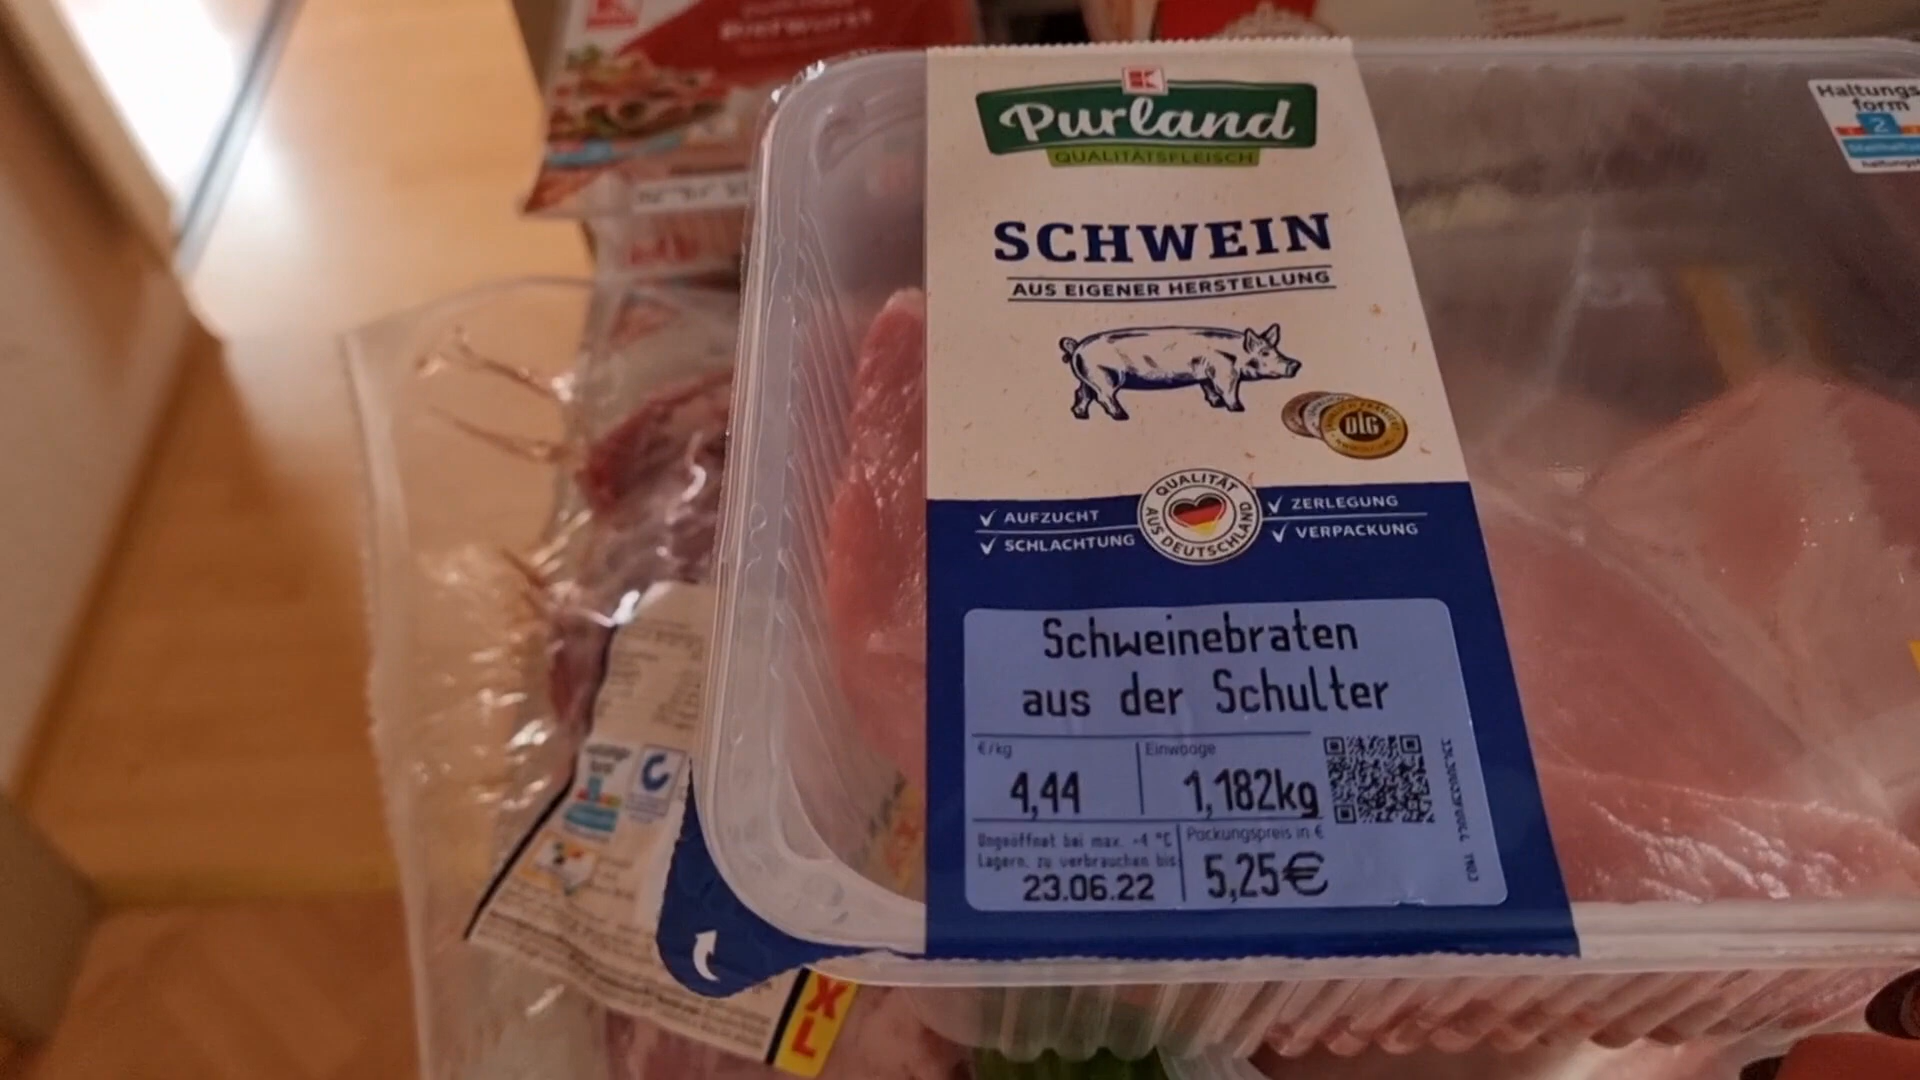 Purland
QUALITÄTSFLEISCH
Haltungs
form
2
SCHWEIN
AUS EIGENER HERSTELLUNG
DLG
QUALITÄT AUS DEUTSCHLAND
✓ AUFZUCHT
✓ SCHLACHTUNG
✓ ZERLEGUNG
✓ VERPACKUNG
Schweinebraten
aus der Schulter
€/kg
4,44
Einwaage
1,182kg
Ungeöffnet bei max. +4 °C
lagern, zu verbrauchen bis:
23.06.22
Packungspreis in €
5,25€
XL